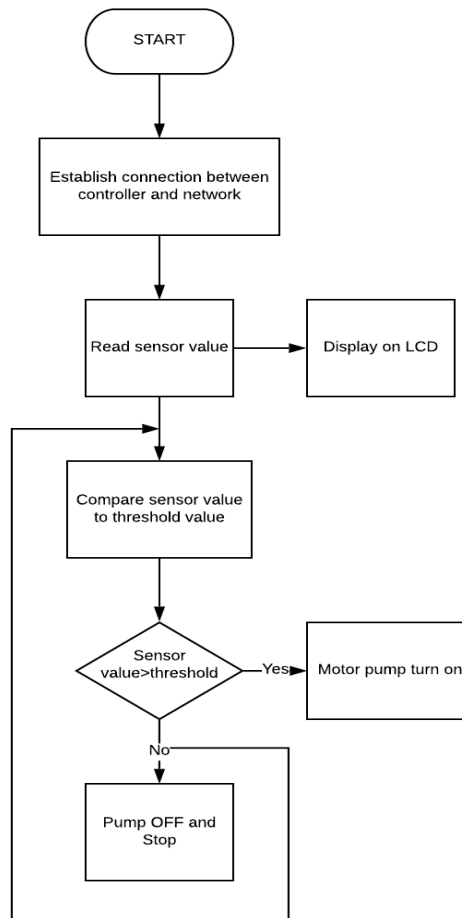 START
Establish connection between
controller and network
Read sensor value
Display on LCD
Compare sensor value
to threshold value
Sensor
value>threshold
Yes
Motor pump turn on
No
Pump OFF and
Stop